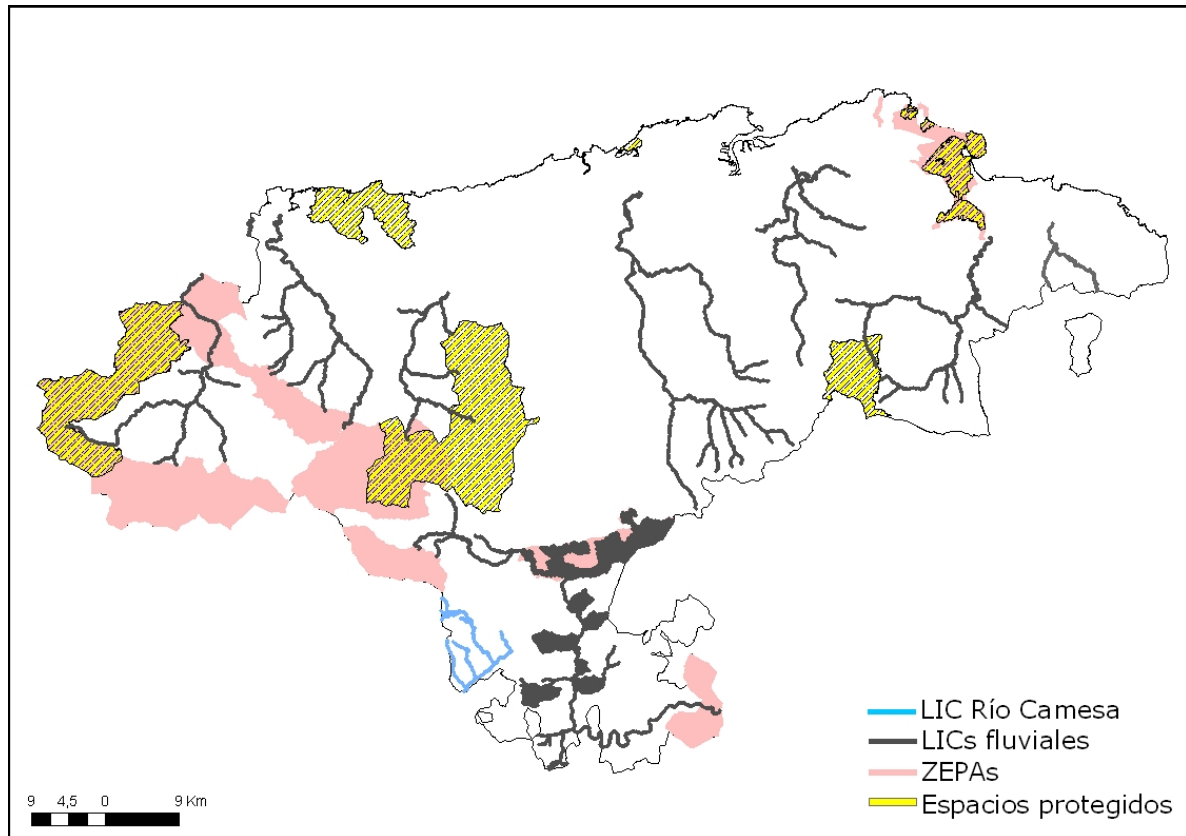 LIC Río Camesa
LICs fluviales
ZEPAs
Espacios protegidos
9 4,5 0 9 Km